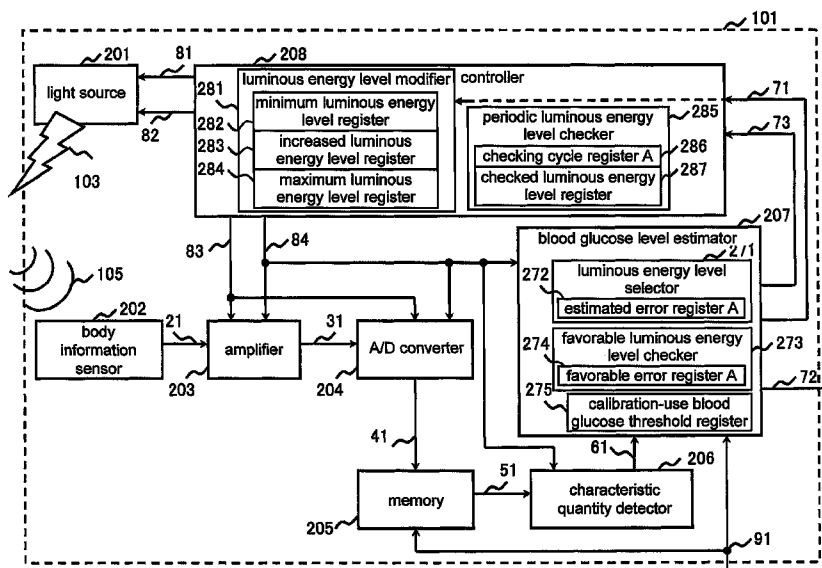 101
201
81
208
light source
82
103
luminous energy level modifier
controller
281
minimum luminous energy
level register
282
283
increased luminous
energy level register
284
maximum luminous
energy level register
periodic luminous energy
level checker
285
checking cycle register A
286
checked luminous energy
level register
287
71
73
83
84
207
blood glucose level estimator
2/1
luminous energy level
selector
272
estimated error register A
favorable luminous energy
level checker
273
274
favorable error register A
275
calibration-use blood
glucose threshold register
72
105
202
body
information
sensor
21
amplifier
203
31
A/D converter
204
41
memory
205
51
61
206
characteristic
quantity detector
91